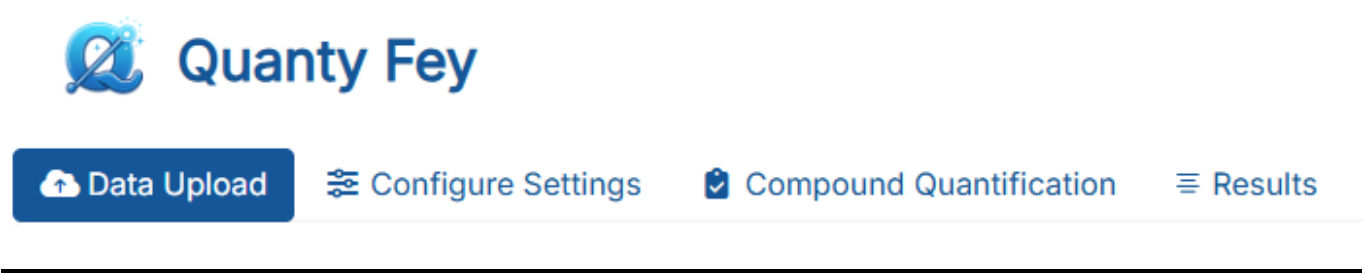 Quanty Fey
Data Upload Configure Settings Compound Quantification Results